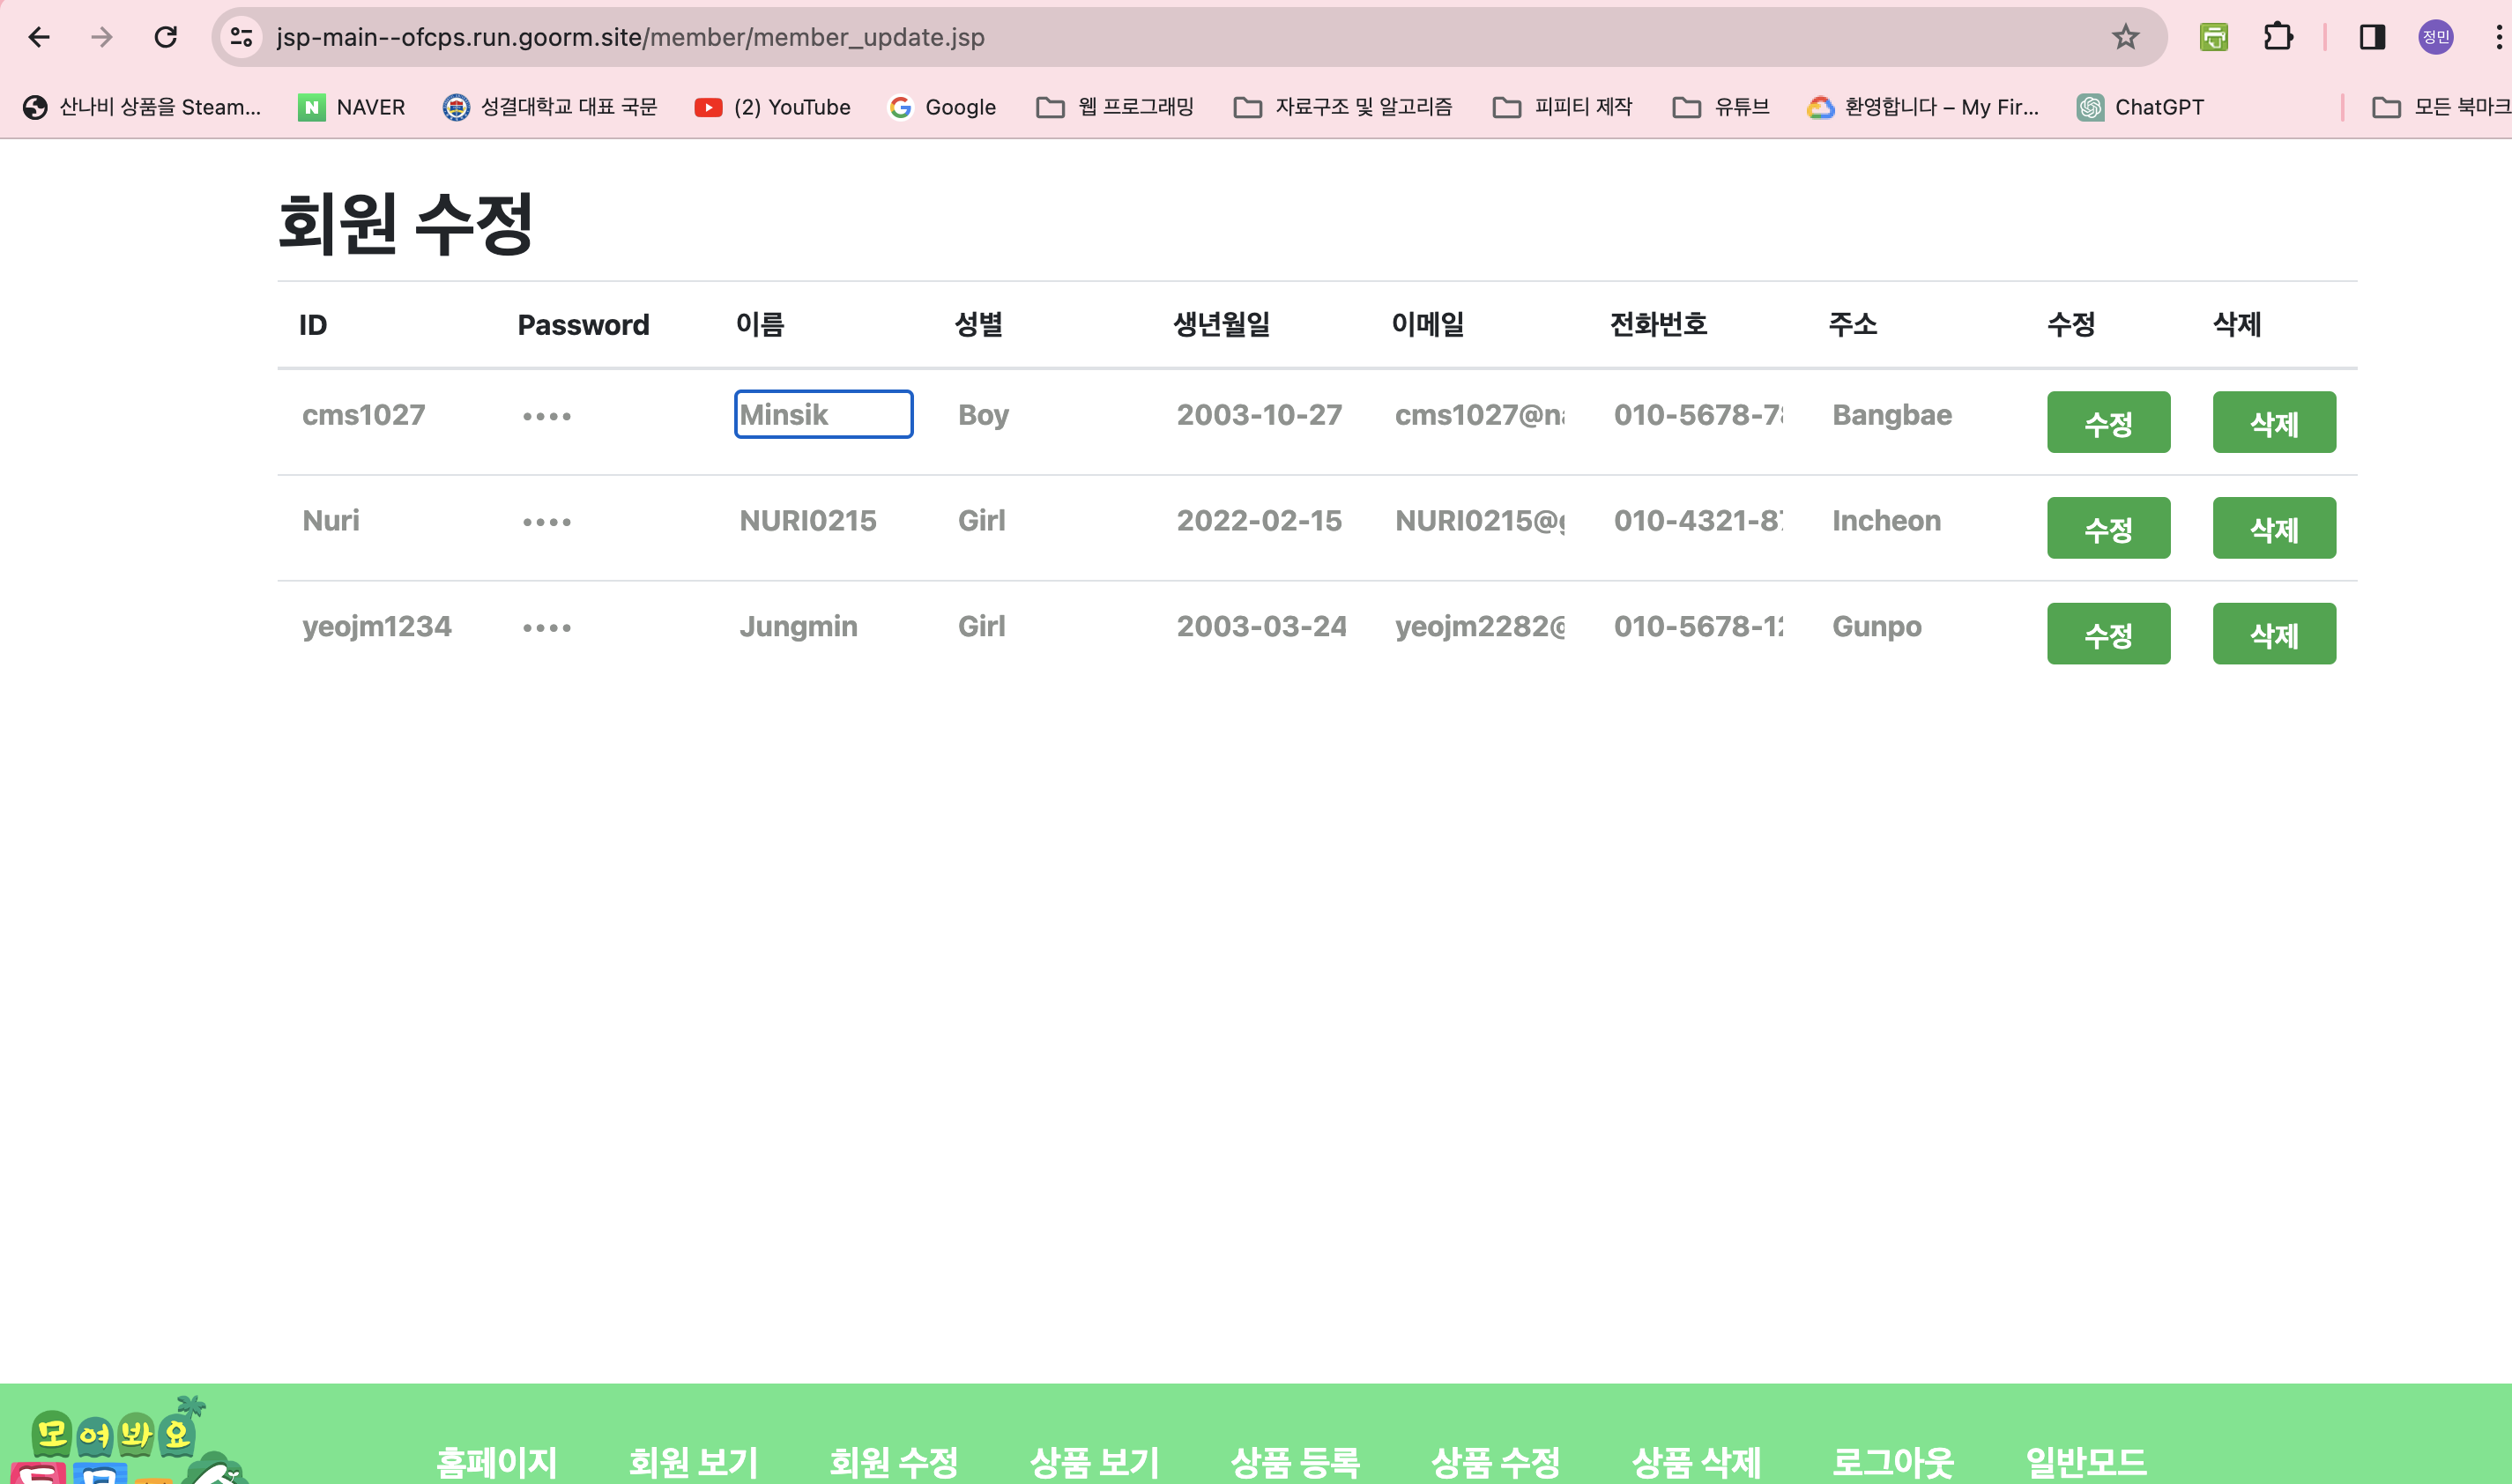 jsp-main--ofcps.run.goorm.site/member/member_update.jsp
정민
산나비 상품을 Steam... NAVER 성결대학교 대표 국문 (2) YouTube Google 웹 프로그래밍 자료구조 및 알고리즘 피피티 제작 유튜브 환영합니다 – My Fir... ChatGPT 모든 북마크
회원 수정
ID Password 이름 성별 생년월일 이메일 전화번호 주소 수정 삭제
cms1027 •••• Minsik Boy 2003-10-27 cms1027@na 010-5678-78 Bangbae 수정 삭제
Nuri •••• NURI0215 Girl 2022-02-15 NURI0215@g 010-4321-87 Incheon 수정 삭제
yeojm1234 •••• Jungmin Girl 2003-03-24 yeojm2282@ 010-5678-12 Gunpo 수정 삭제
모여봐요
홈페이지 회원 보기 회원 수정 상품 보기 상품 등록 상품 수정 상품 삭제 로그아웃 일반모드